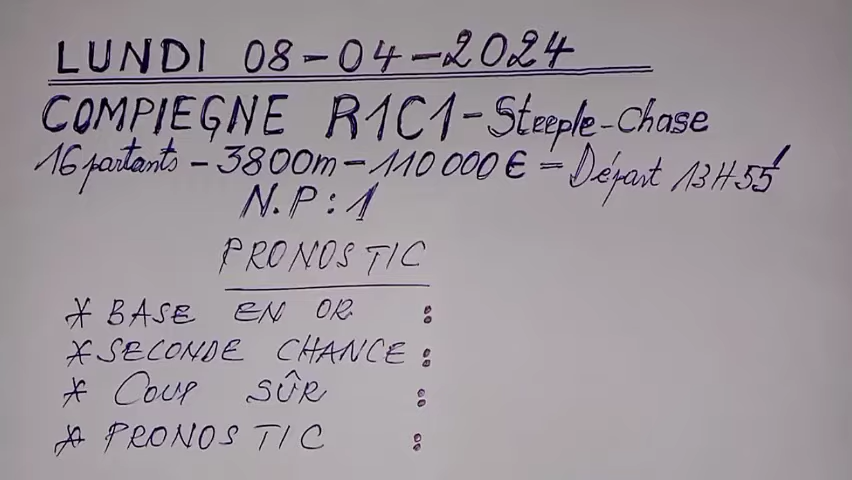 LUNDI 08-04-2024
COMPIEGNE R1C1-Steeple-Chase
16 partants - 3800m - 110 000 € = Départ 13H55'
N.P : 1
PRONOSTIC
* BASE EN OR :
* SECONDE CHANCE :
* COUP SÛR :
* PRONOSTIC :